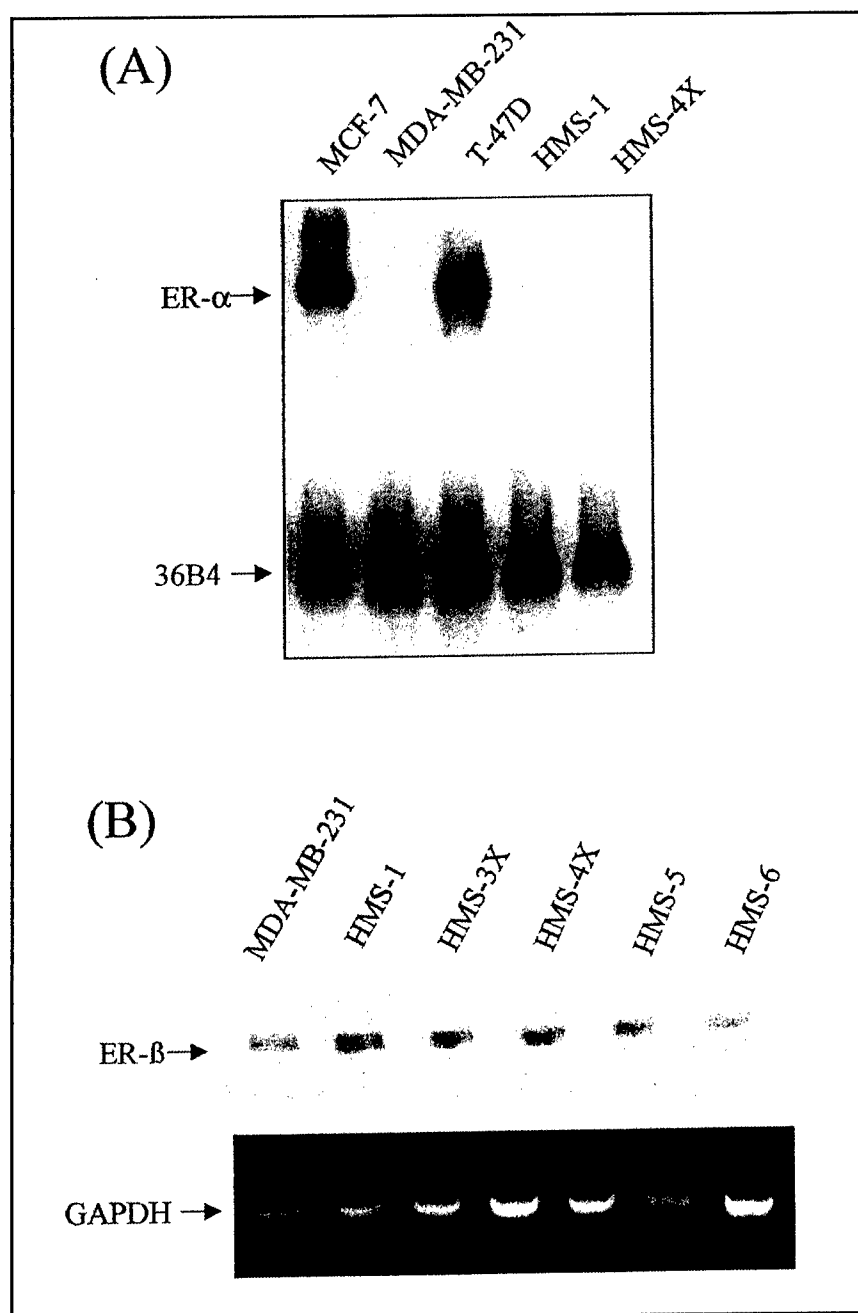 (A)
MCF-7
MDA-MB-231
T-47D
HMS-1
HMS-4X
ER-α
36B4
(B)
MDA-MB-231
HMS-1
HMS-3X
HMS-4X
HMS-5
HMS-6
ER-ß
GAPDH